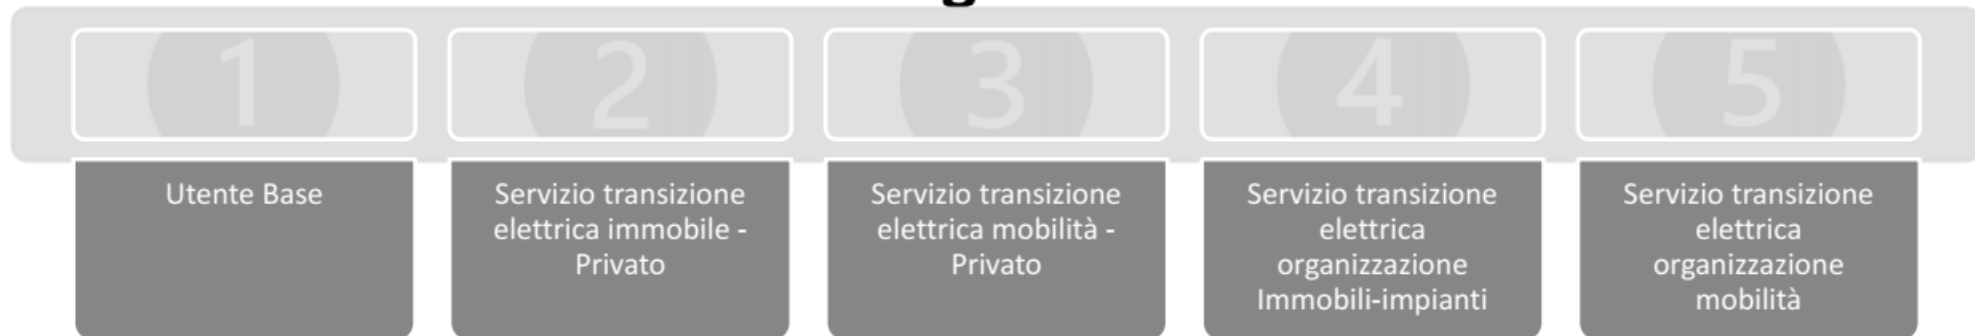 1
2
3
4
5
Utente Base
Servizio transizione
elettrica immobile -
Privato
Servizio transizione
elettrica mobilità -
Privato
Servizio transizione
elettrica
organizzazione
Immobili-impianti
Servizio transizione
elettrica
organizzazione
mobilità